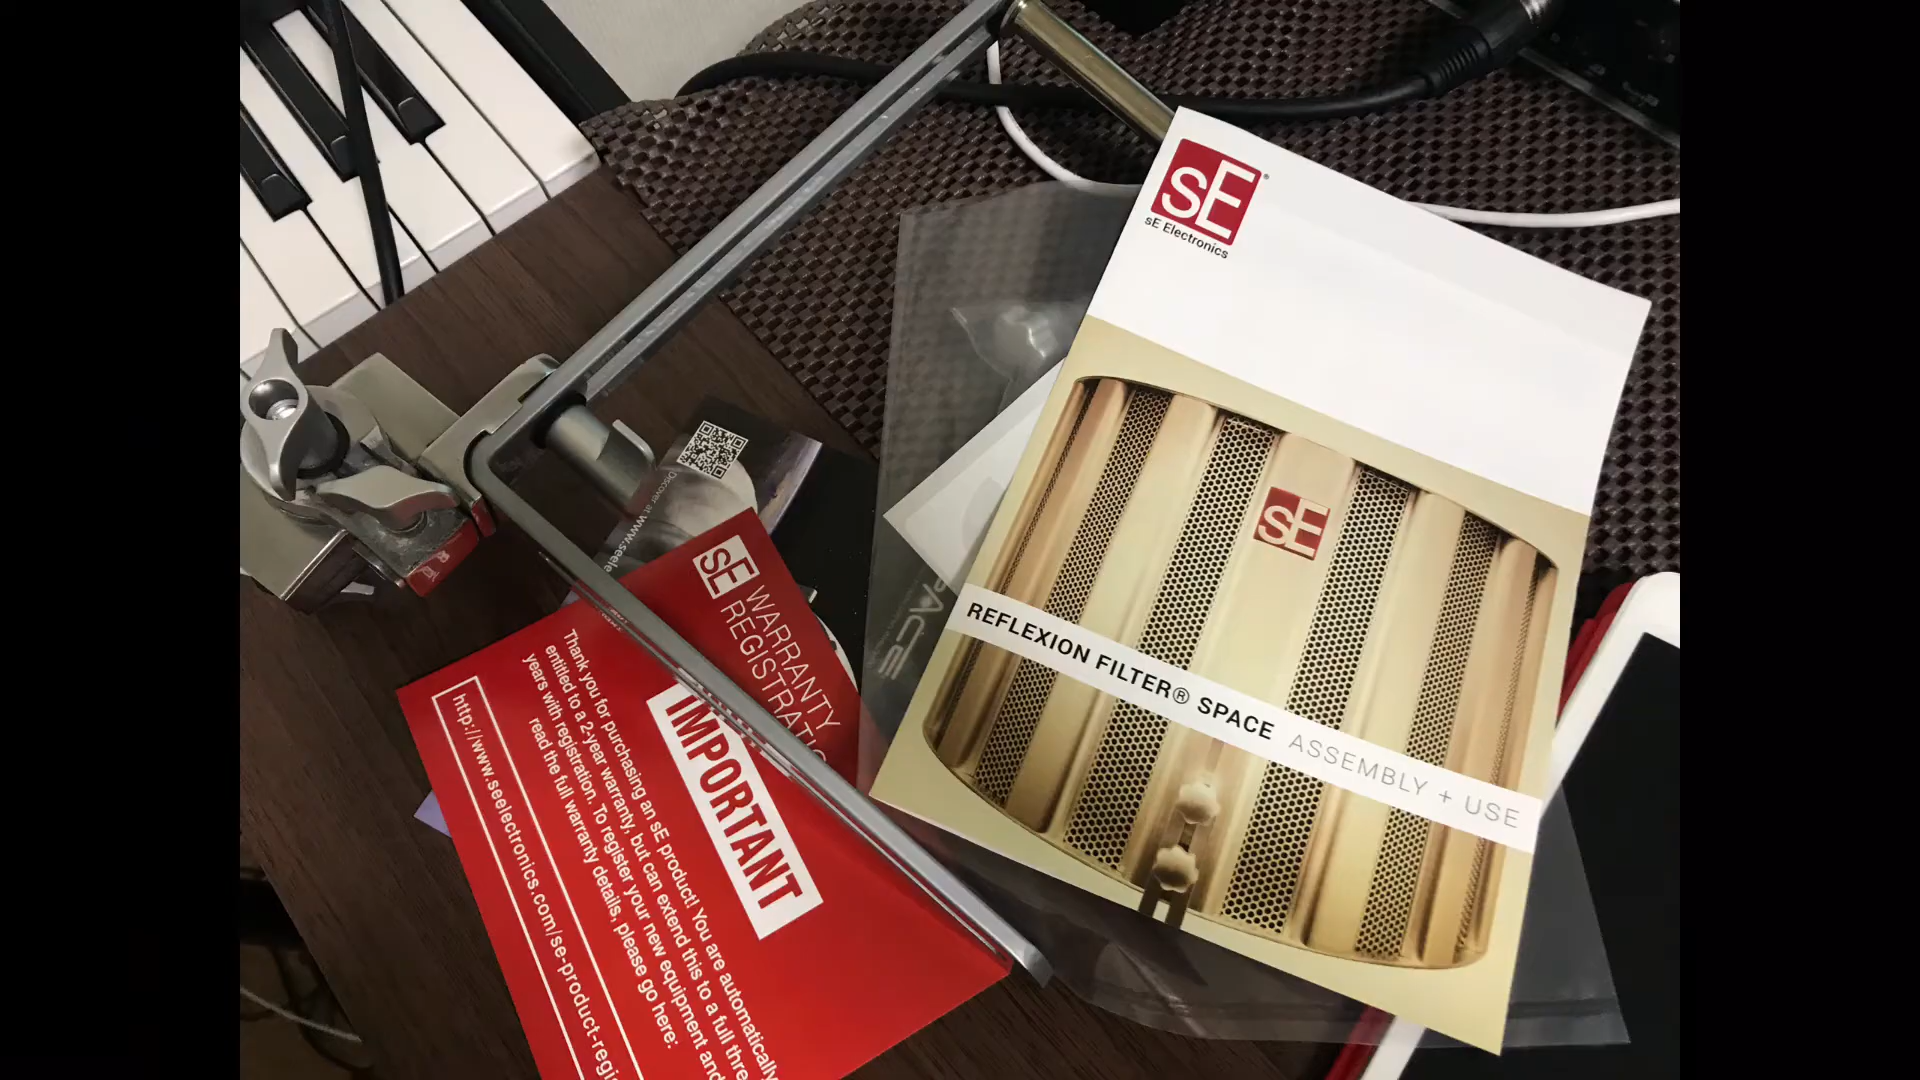 sE
sE Electronics
sE
REFLEXION FILTER® SPACE ASSEMBLY + USE
Discover at www.seele
sE WARRANTY
REGISTRATIO
IMPORTANT
Thank you for purchasing an sE product! You are automatically
entitled to a 2-year warranty, but can extend this to a full thre
years with registration. To register your new equipment and
read the full warranty details, please go here:
http://www.seelectronics.com/se-product-regi
PACE